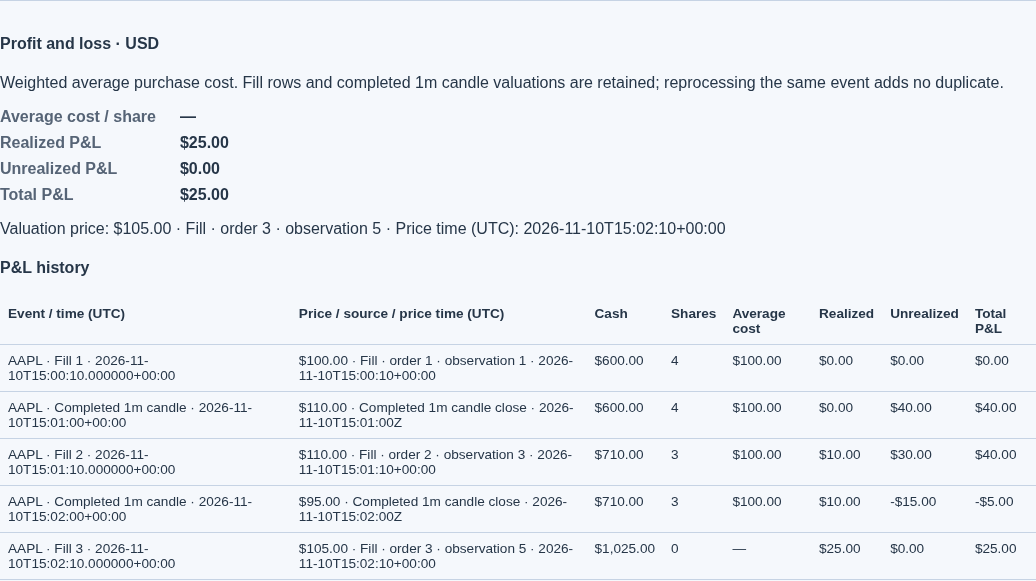 Profit and loss · USD
Weighted average purchase cost. Fill rows and completed 1m candle valuations are retained; reprocessing the same event adds no duplicate.
Average cost / share —
Realized P&L $25.00
Unrealized P&L $0.00
Total P&L $25.00
Valuation price: $105.00 · Fill · order 3 · observation 5 · Price time (UTC): 2026-11-10T15:02:10+00:00
P&L history
Event / time (UTC) Price / source / price time (UTC) Cash Shares Average Realized Unrealized Total
cost P&L
AAPL · Fill 1 · 2026-11- $100.00 · Fill · order 1 · observation 1 · 2026- $600.00 4 $100.00 $0.00 $0.00 $0.00
10T15:00:10.000000+00:00 11-10T15:00:10+00:00
AAPL · Completed 1m candle · 2026-11- $110.00 · Completed 1m candle close · 2026- $600.00 4 $100.00 $0.00 $40.00 $40.00
10T15:01:00+00:00 11-10T15:01:00Z
AAPL · Fill 2 · 2026-11- $110.00 · Fill · order 2 · observation 3 · 2026- $710.00 3 $100.00 $10.00 $30.00 $40.00
10T15:01:10.000000+00:00 11-10T15:01:10+00:00
AAPL · Completed 1m candle · 2026-11- $95.00 · Completed 1m candle close · 2026- $710.00 3 $100.00 $10.00 -$15.00 -$5.00
10T15:02:00+00:00 11-10T15:02:00Z
AAPL · Fill 3 · 2026-11- $105.00 · Fill · order 3 · observation 5 · 2026- $1,025.00 0 — $25.00 $0.00 $25.00
10T15:02:10.000000+00:00 11-10T15:02:10+00:00